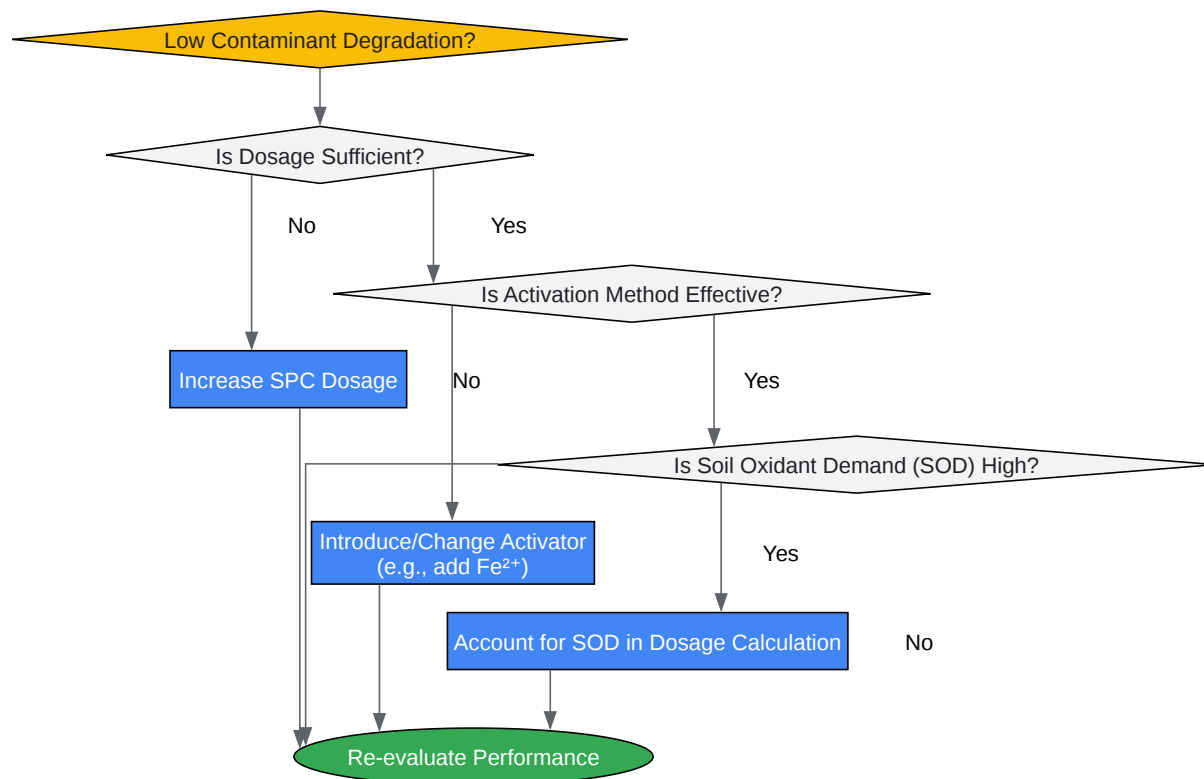 Low Contaminant Degradation?
Is Dosage Sufficient?
No
Yes
Is Activation Method Effective?
Increase SPC Dosage
No
Yes
Is Soil Oxidant Demand (SOD) High?
Introduce/Change Activator
(e.g., add Fe²⁺)
Yes
Account for SOD in Dosage Calculation
No
Re-evaluate Performance